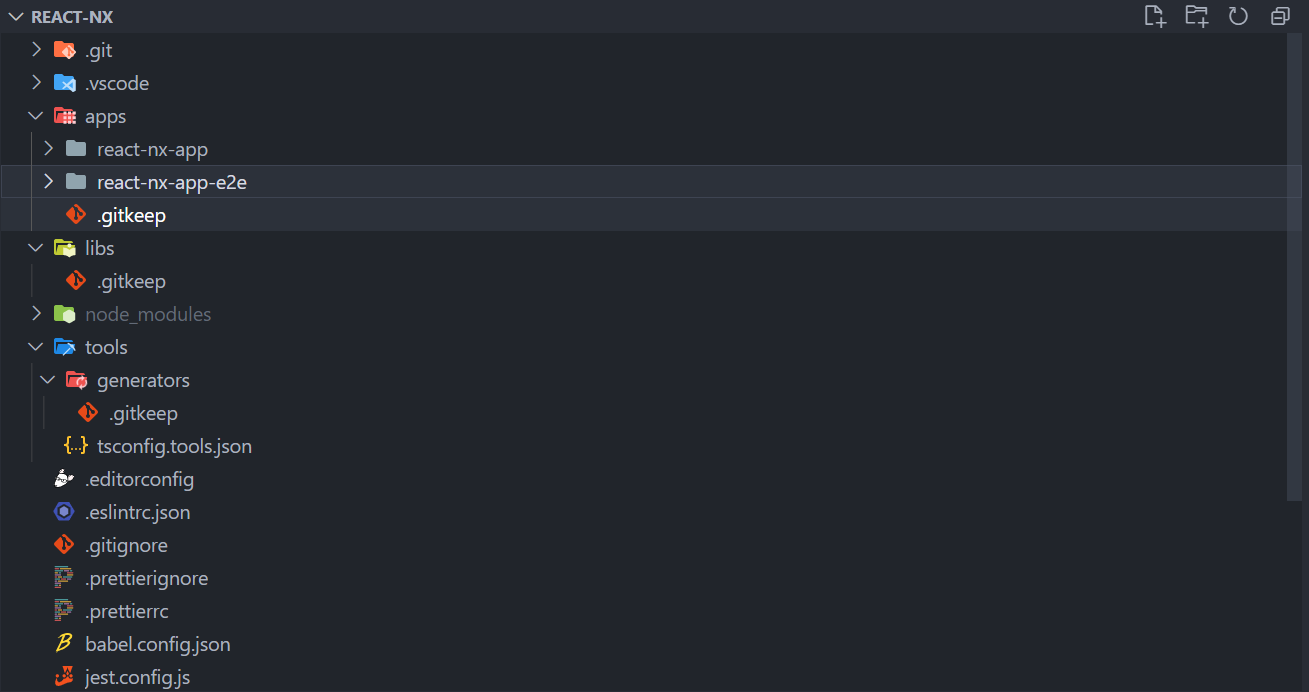 REACT-NX
.git
.vscode
apps
react-nx-app
react-nx-app-e2e
.gitkeep
libs
.gitkeep
node_modules
tools
generators
.gitkeep
tsconfig.tools.json
.editorconfig
.eslintrc.json
.gitignore
.prettierignore
.prettierrc
babel.config.json
jest.config.js